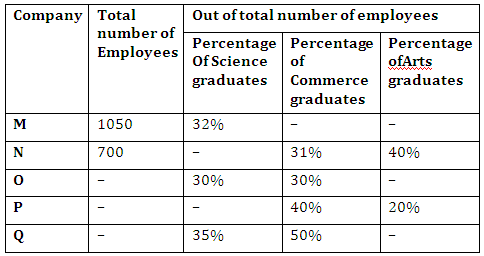 Company Total number of Employees Out of total number of employees
Percentage Of Science graduates Percentage of Commerce graduates Percentage ofArts graduates
M 1050 32% – –
N 700 – 31% 40%
O – 30% 30% –
P – – 40% 20%
Q – 35% 50% –